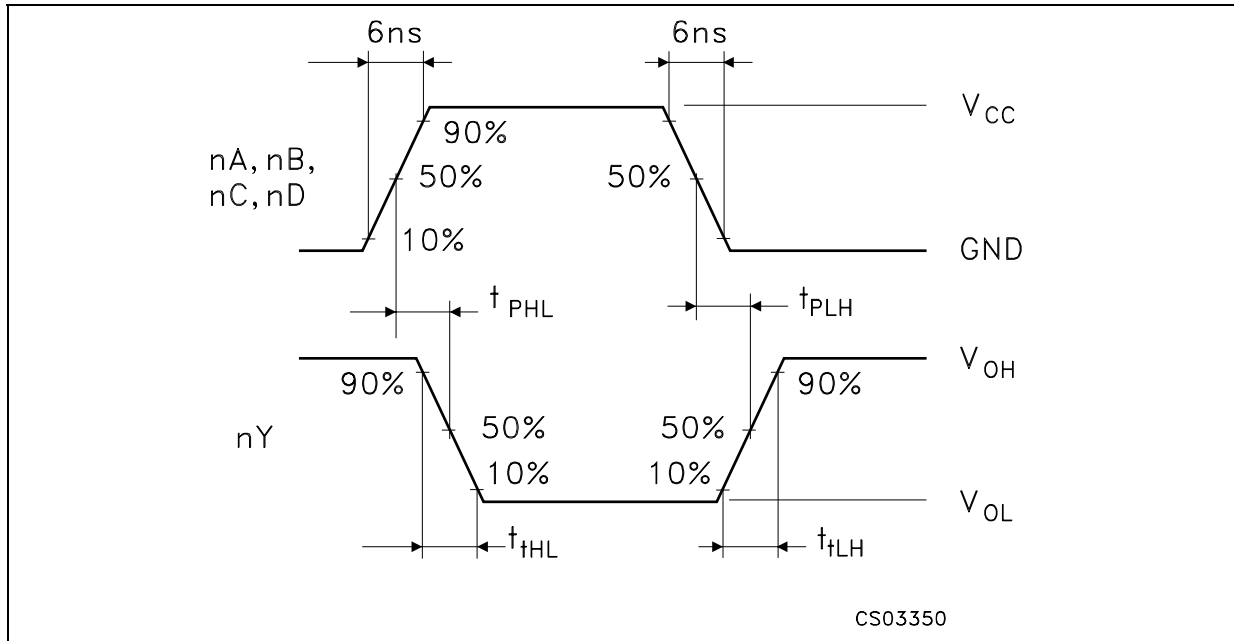 6ns 6ns
V_CC
90%
nA, nB,
nC, nD
50% 50%
10%
GND
t_PHL t_PLH
V_OH
90% 90%
nY
50% 50%
10% 10%
V_OL
t_tHL t_tLH
CS03350